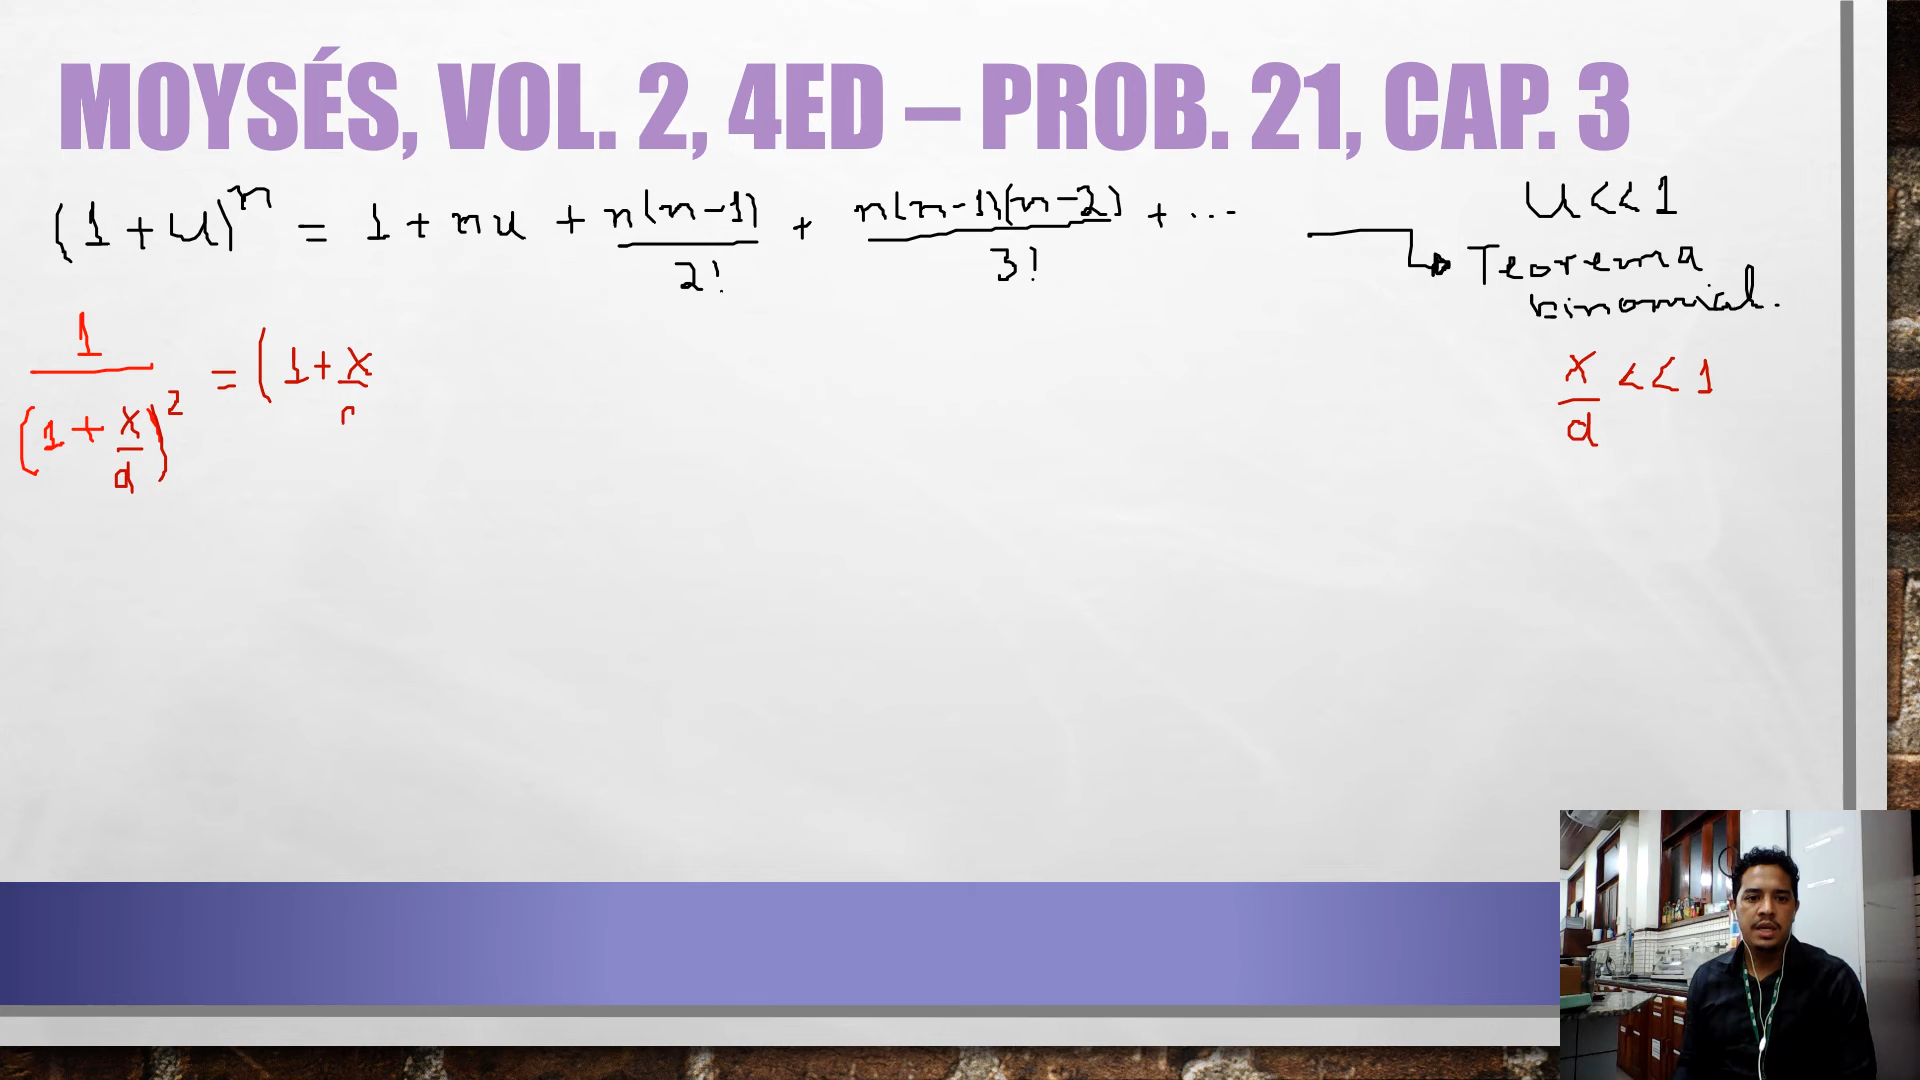 MOYSÉS, VOL. 2, 4ED – PROB. 21, CAP. 3
(1+u)^n = 1 + nu + n(n-1)/2! + n(n-1)(n-2)/3! + ...
u << 1
Teorema
binomial.
1/(1+x/d)^2 = (1+x/
x/d << 1